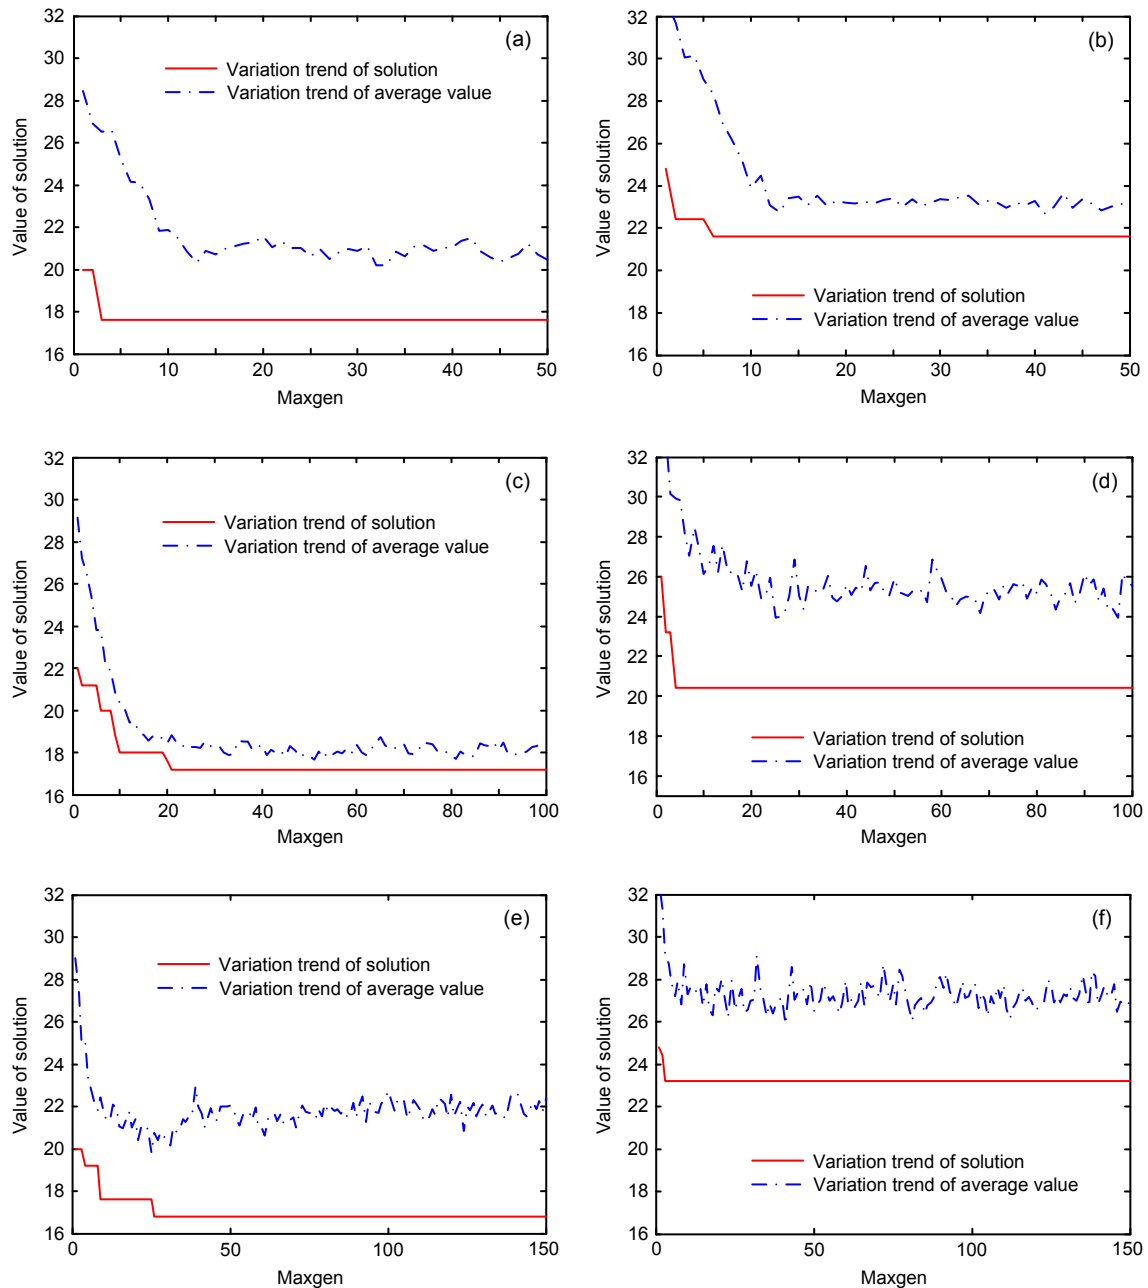 (a)
Variation trend of solution
Variation trend of average value
Value of solution
32
30
28
26
24
22
20
18
16
0 10 20 30 40 50
Maxgen
(b)
Variation trend of solution
Variation trend of average value
Value of solution
32
30
28
26
24
22
20
18
16
0 10 20 30 40 50
Maxgen
(c)
Variation trend of solution
Variation trend of average value
Value of solution
32
30
28
26
24
22
20
18
16
0 20 40 60 80 100
Maxgen
(d)
Variation trend of solution
Variation trend of average value
Value of solution
32
30
28
26
24
22
20
18
16
0 20 40 60 80 100
Maxgen
(e)
Variation trend of solution
Variation trend of average value
Value of solution
32
30
28
26
24
22
20
18
16
0 50 100 150
Maxgen
(f)
Variation trend of solution
Variation trend of average value
Value of solution
32
30
28
26
24
22
20
18
16
0 50 100 150
Maxgen